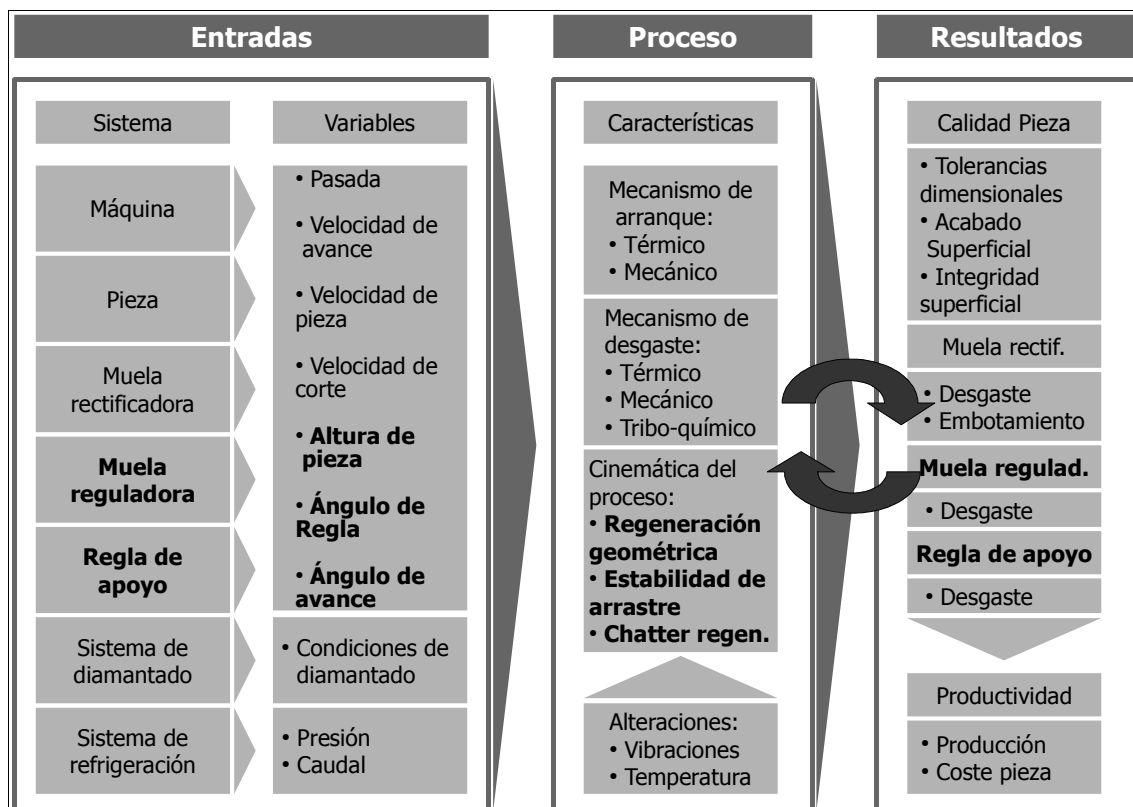 Entradas
Sistema
Máquina
Pieza
Muela
rectificadora
Muela
reguladora
Regla de
apoyo
Sistema de
diamantado
Sistema de
refrigeración
Variables
• Pasada
• Velocidad de
avance
• Velocidad de
pieza
• Velocidad de
corte
• Altura de
pieza
• Ángulo de
Regla
• Ángulo de
avance
• Condiciones de
diamantado
• Presión
• Caudal
Proceso
Características
Mecanismo de
arranque:
• Térmico
• Mecánico
Mecanismo de
desgaste:
• Térmico
• Mecánico
• Tribo-químico
Cinemática del
proceso:
• Regeneración
geométrica
• Estabilidad de
arrastre
• Chatter regen.
Alteraciones:
• Vibraciones
• Temperatura
Resultados
Calidad Pieza
• Tolerancias
dimensionales
• Acabado
Superficial
• Integridad
superficial
Muela rectif.
• Desgaste
• Embotamiento
Muela regulad.
• Desgaste
Regla de apoyo
• Desgaste
Productividad
• Producción
• Coste pieza